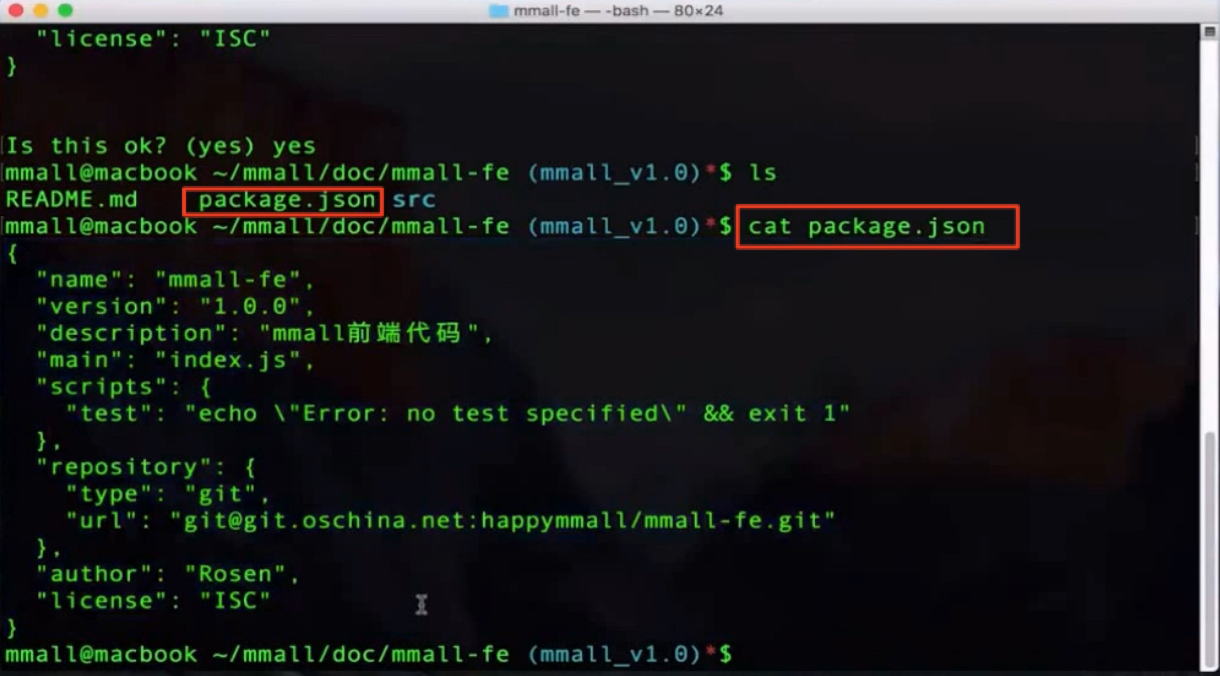 mmall-fe — -bash — 80×24
"license": "ISC"
}
Is this ok? (yes) yes
mmall@macbook ~/mmall/doc/mmall-fe (mmall_v1.0)*$ ls
README.md package.json src
mmall@macbook ~/mmall/doc/mmall-fe (mmall_v1.0)*$ cat package.json
{
"name": "mmall-fe",
"version": "1.0.0",
"description": "mmall前端代码",
"main": "index.js",
"scripts": {
"test": "echo \"Error: no test specified\" && exit 1"
},
"repository": {
"type": "git",
"url": "git@git.oschina.net:happymmall/mmall-fe.git"
},
"author": "Rosen",
"license": "ISC"
}
mmall@macbook ~/mmall/doc/mmall-fe (mmall_v1.0)*$